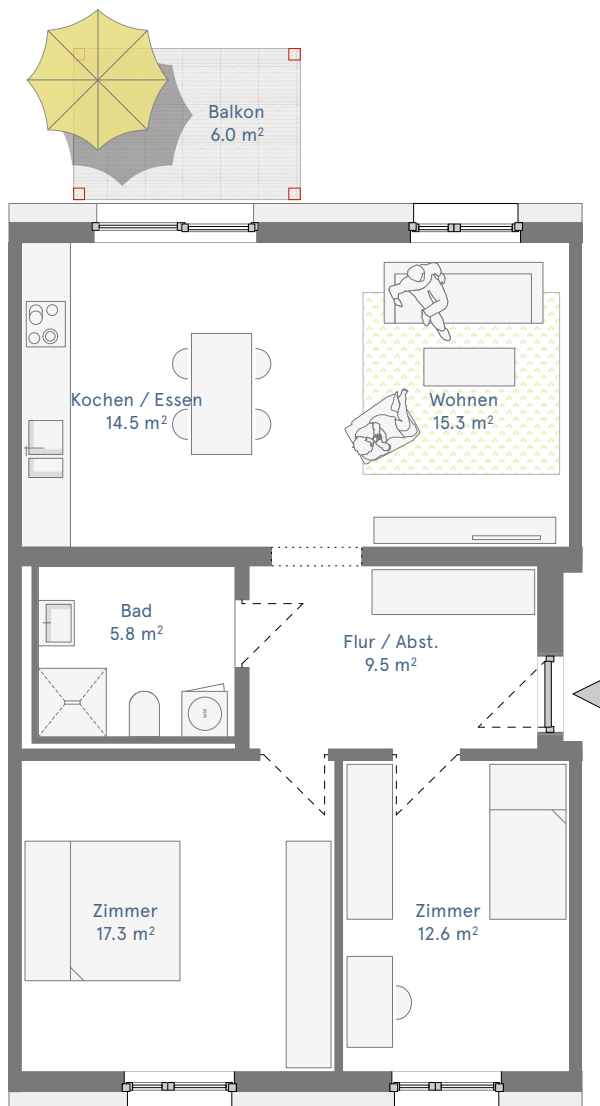 Balkon
6.0 m²
Kochen / Essen
14.5 m²
Wohnen
15.3 m²
Bad
5.8 m²
Flur / Abst.
9.5 m²
WM
Zimmer
17.3 m²
Zimmer
12.6 m²